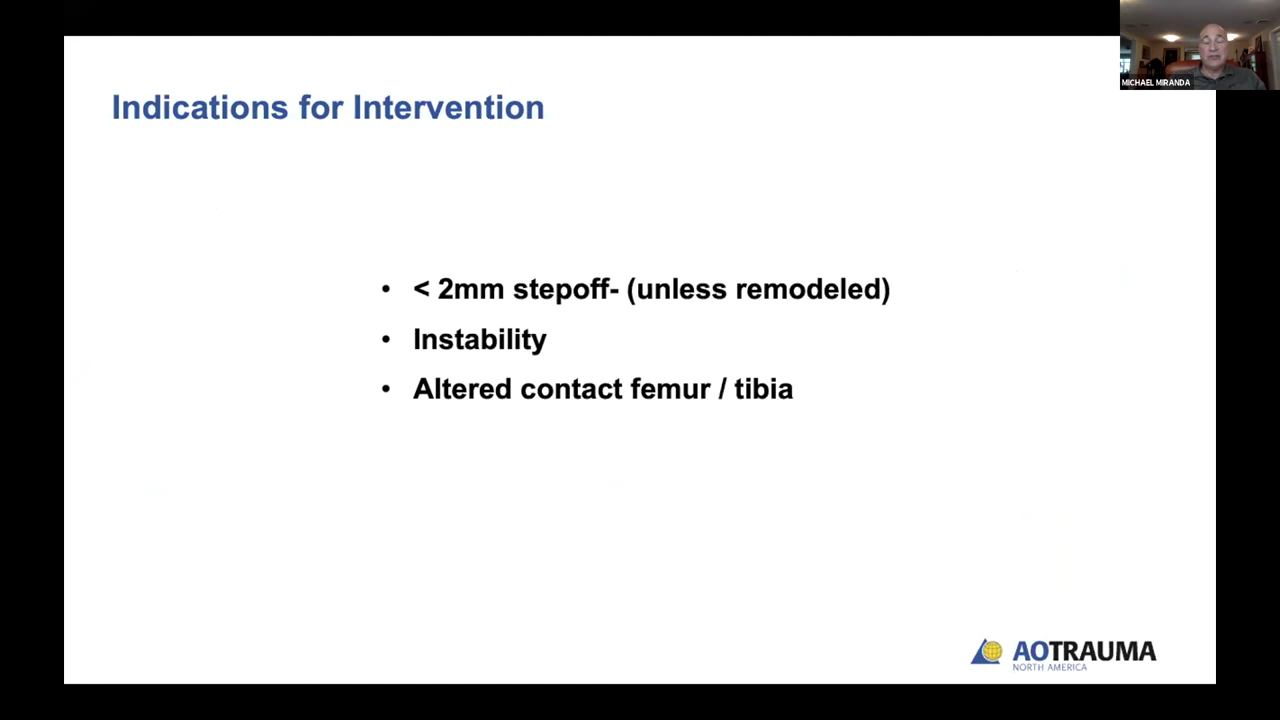 MICHAEL MIRANDA
Indications for Intervention
• < 2mm stepoff- (unless remodeled)
• Instability
• Altered contact femur / tibia
AOTRAUMA
NORTH AMERICA